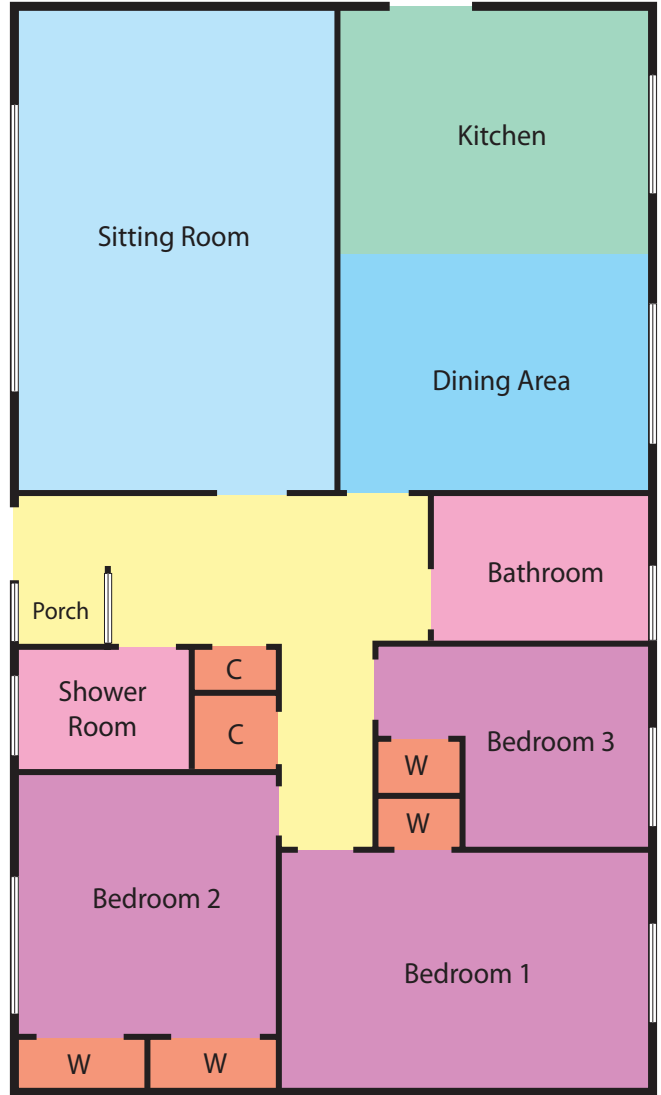 Kitchen
Sitting Room
Dining Area
Bathroom
Porch
C
Shower
Room
C
Bedroom 3
W
W
Bedroom 2
Bedroom 1
W
W